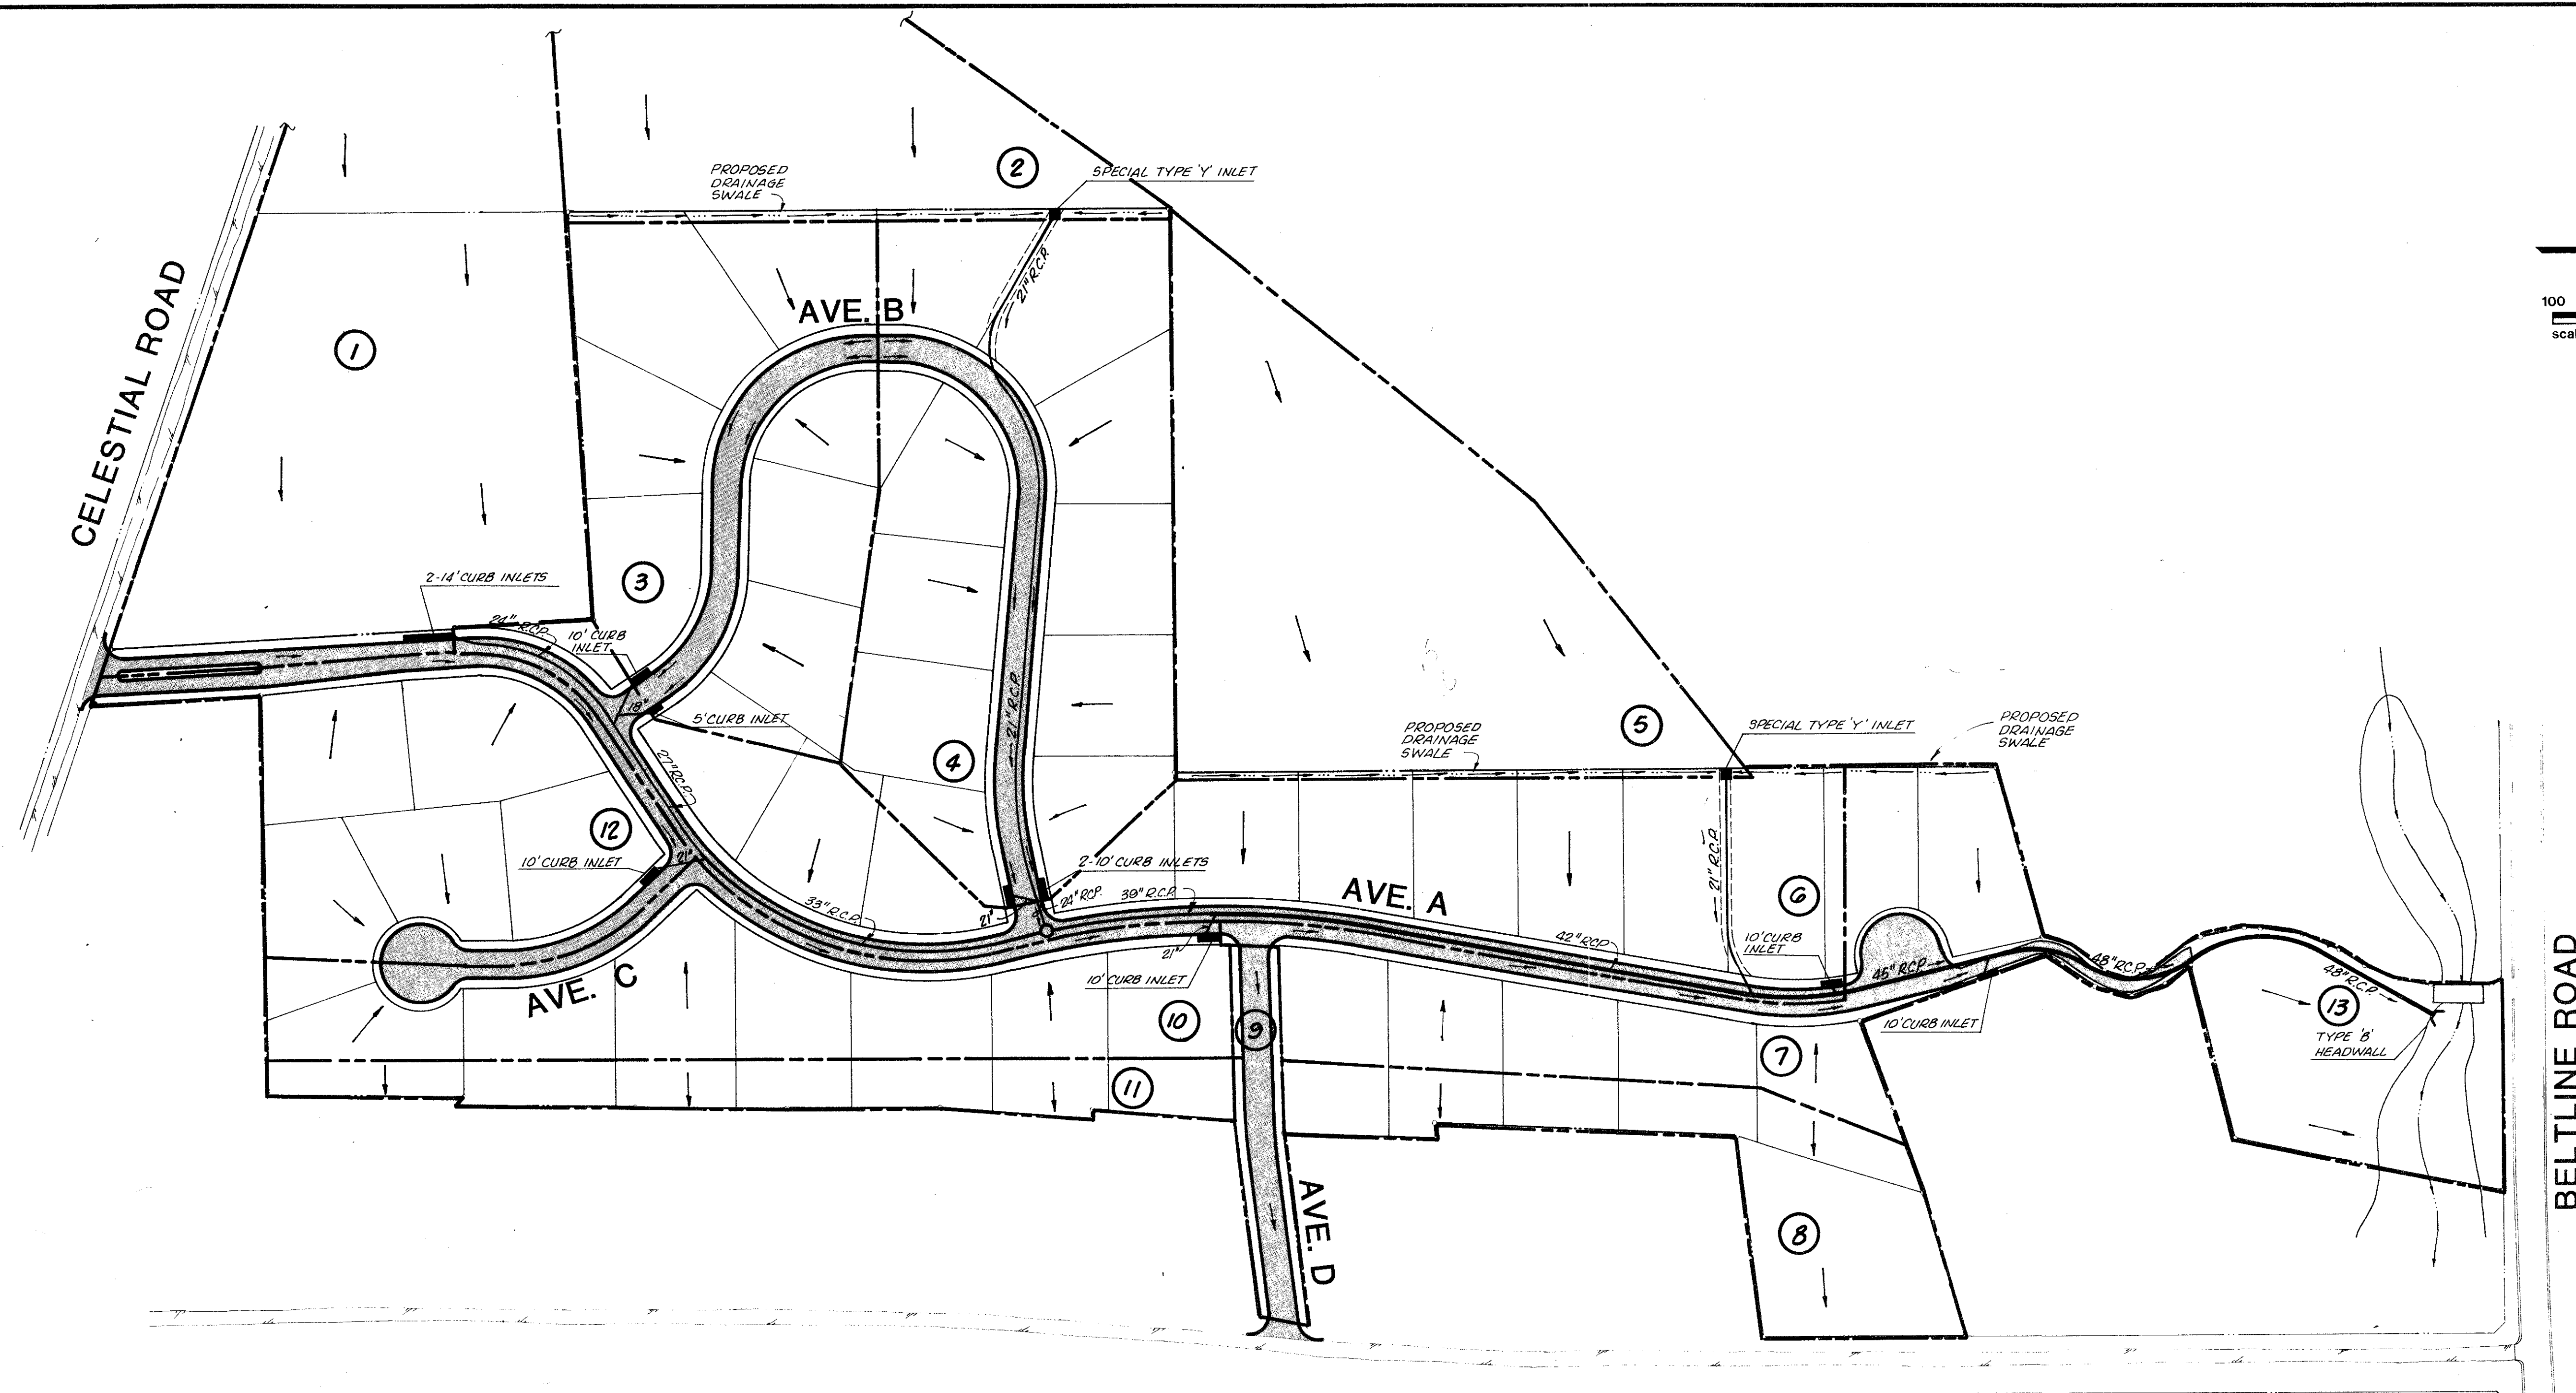 PROPOSED
DRAINAGE
SWALE
2
SPECIAL TYPE 'Y' INLET
21" R.C.P.
AVE. B
CELESTIAL ROAD
1
100
scal
2-14' CURB INLETS
24" R.C.P.
10' CURB
INLET
3
18"
5' CURB INLET
27" R.C.P.
21" R.C.P.
4
5
PROPOSED
DRAINAGE
SWALE
SPECIAL TYPE 'Y' INLET
PROPOSED
DRAINAGE
SWALE
12
10' CURB INLET
21"
2-10' CURB INLETS
33" R.C.P.
21"
24" R.C.P.
39" R.C.P.
AVE. A
21" R.C.P.
6
10' CURB
INLET
42" RCP
45" RCP
48" R.C.P.
48" R.C.P.
21"
10' CURB INLET
AVE. C
10
9
10' CURB INLET
13
TYPE 'B'
HEADWALL
7
11
AVE. D
8
BELTLINE ROAD